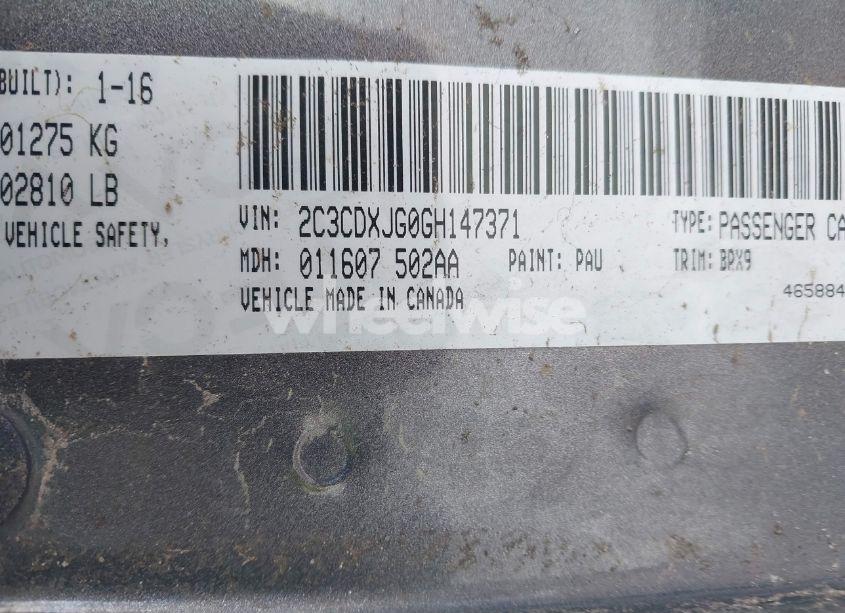 BUILT): 1-16
01275 KG
02810 LB
VEHICLE SAFETY,
VIN: 2C3CDXJG0GH147371
TYPE: PASSENGER CA
MDH: 011607 502AA
PAINT: PAU
TRIM: BRX9
VEHICLE MADE IN CANADA
465884
wheelwise